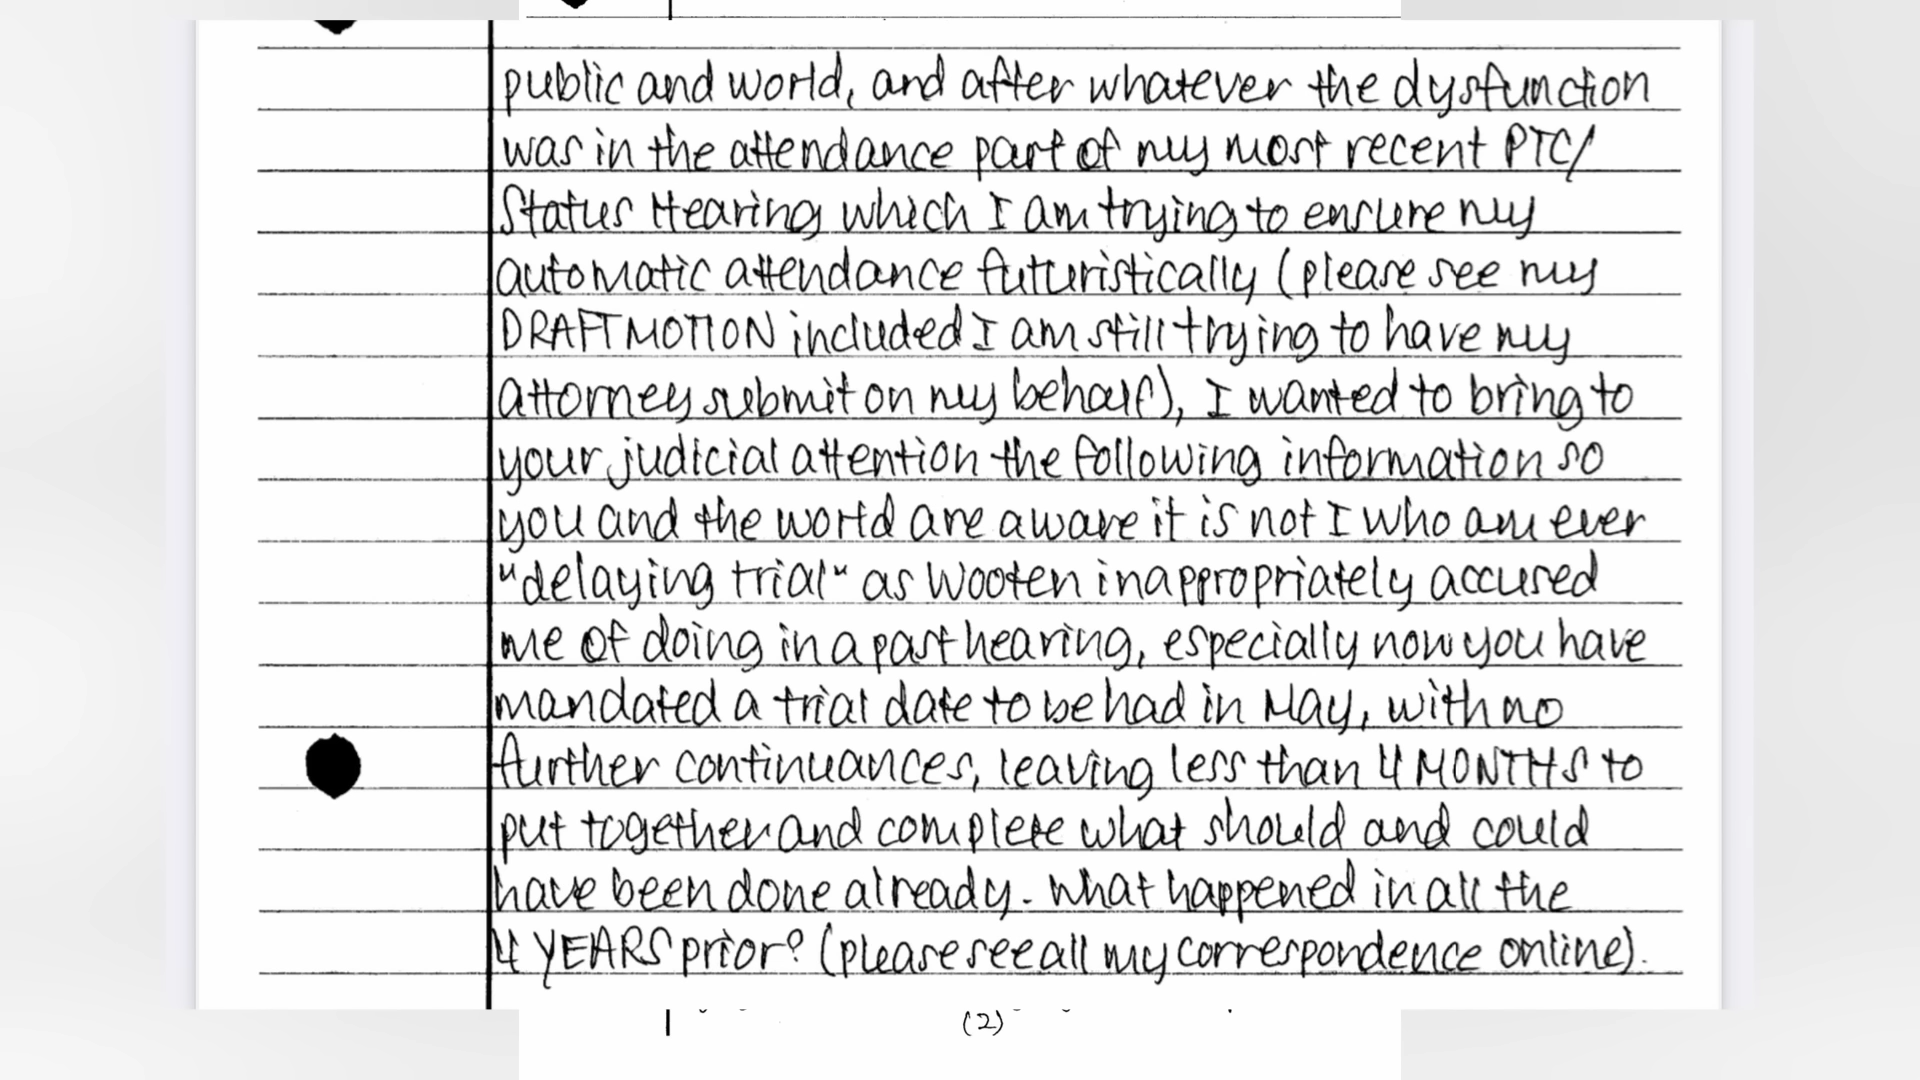 public and world, and after whatever the dysfunction
was in the attendance part of my most recent PTC/
Status Hearing which I am trying to ensure my
automatic attendance futuristically (please see my
DRAFT MOTION included I am still trying to have my
attorney submit on my behalf), I wanted to bring to
your judicial attention the following information so
you and the world are aware it is not I who am ever
"delaying trial" as Wooten inappropriately accused
me of doing in a past hearing, especially now you have
mandated a trial date to be had in May, with no
further continuances, leaving less than 4 MONTHS to
put together and complete what should and could
have been done already. What happened in all the
4 YEARS prior? (please see all my correspondence online).
(2)